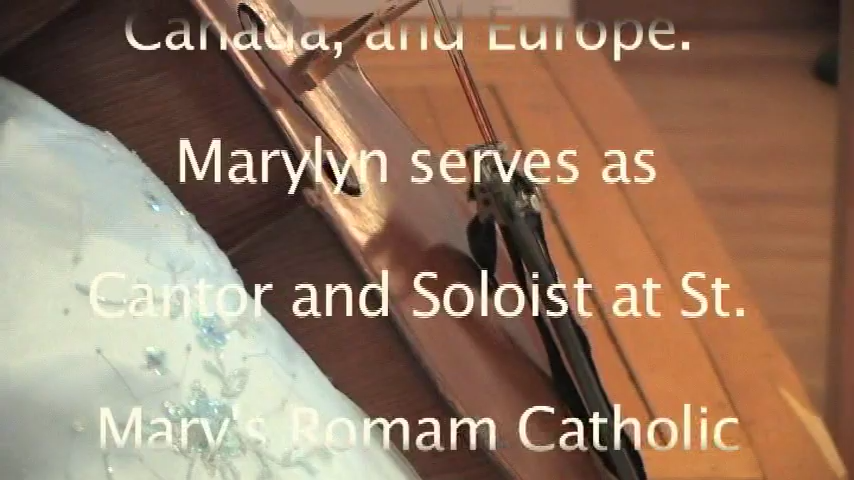 Canada, and Europe.
Marylyn serves as
Cantor and Soloist at St.
Mary's Romam Catholic